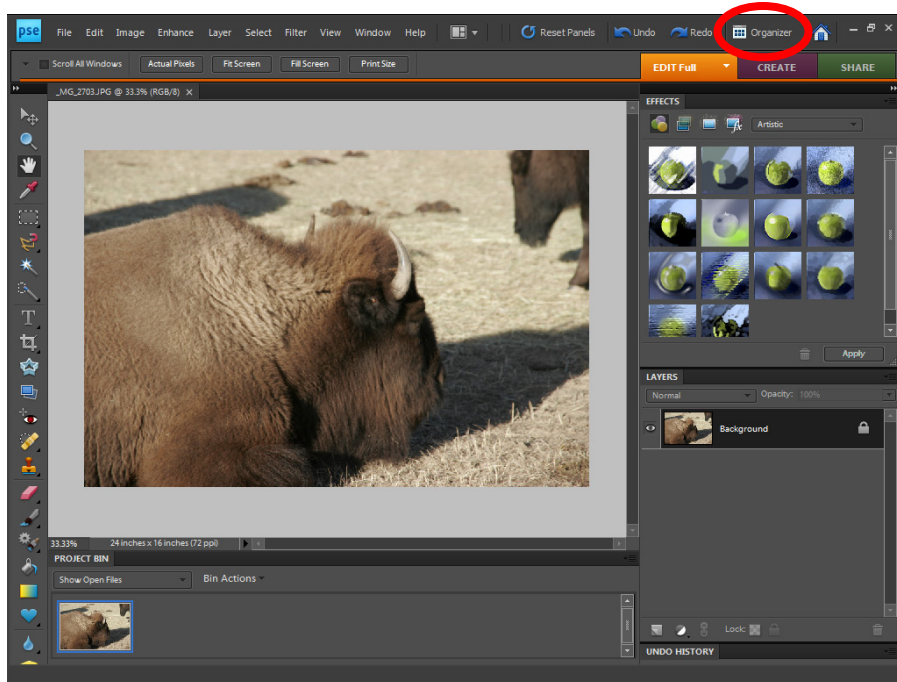 pse File Edit Image Enhance Layer Select Filter View Window Help Reset Panels Undo Redo Organizer
Scroll All Windows Actual Pixels Fit Screen Fill Screen Print Size
EDIT Full CREATE SHARE
_MG_2703.JPG @ 33.3% (RGB/8) x
EFFECTS
Artistic
Apply
LAYERS
Normal Opacity: 100%
Background
33.33% 24 inches x 16 inches (72 ppi)
PROJECT BIN
Show Open Files Bin Actions
Lock:
UNDO HISTORY